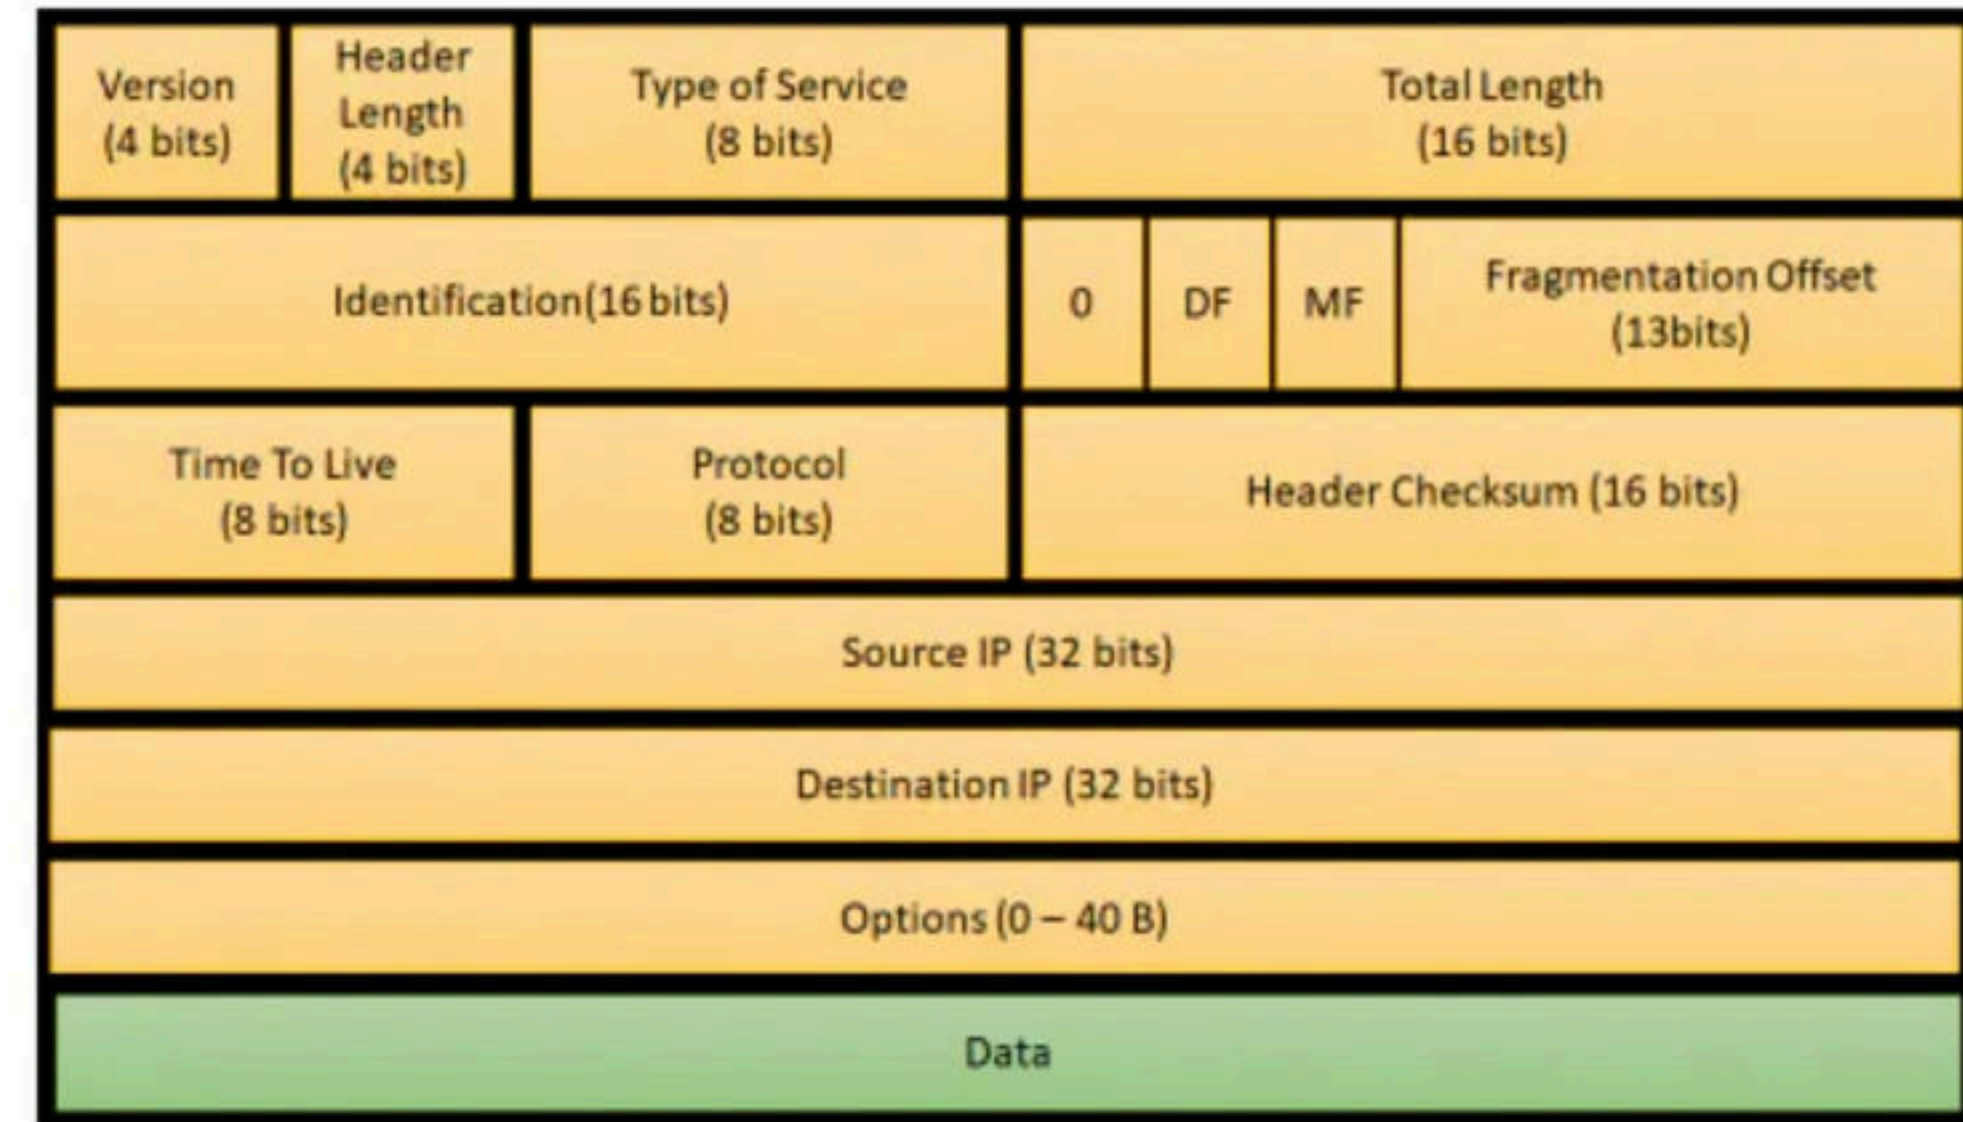 Version
(4 bits)
Header
Length
(4 bits)
Type of Service
(8 bits)
Total Length
(16 bits)
Identification(16 bits)
0
DF
MF
Fragmentation Offset
(13bits)
Time To Live
(8 bits)
Protocol
(8 bits)
Header Checksum (16 bits)
Source IP (32 bits)
Destination IP (32 bits)
Options (0 – 40 B)
Data